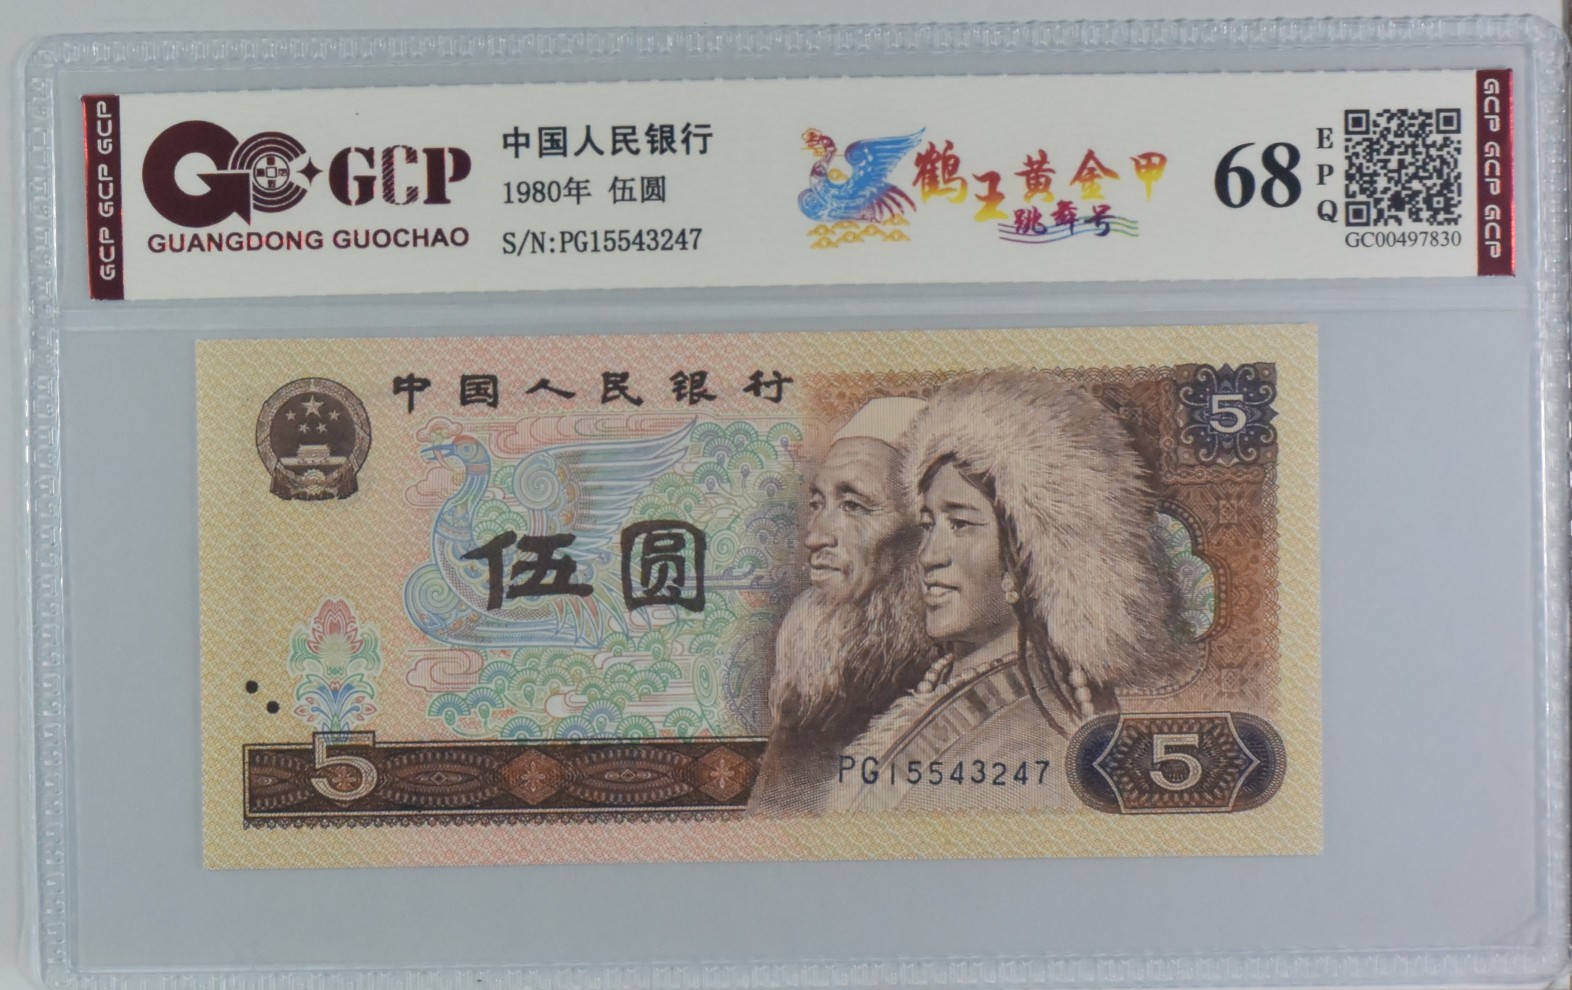 GCP GCP GCP
GCP
GUANGDONG GUOCHAO
中国人民银行
1980年 伍圆
S/N:PG15543247
鹤王黄金甲
跳舞号
68
EPQ
GC00497830
GCP GCP GCP
中国人民银行
5
伍圆
5
PG15543247
5